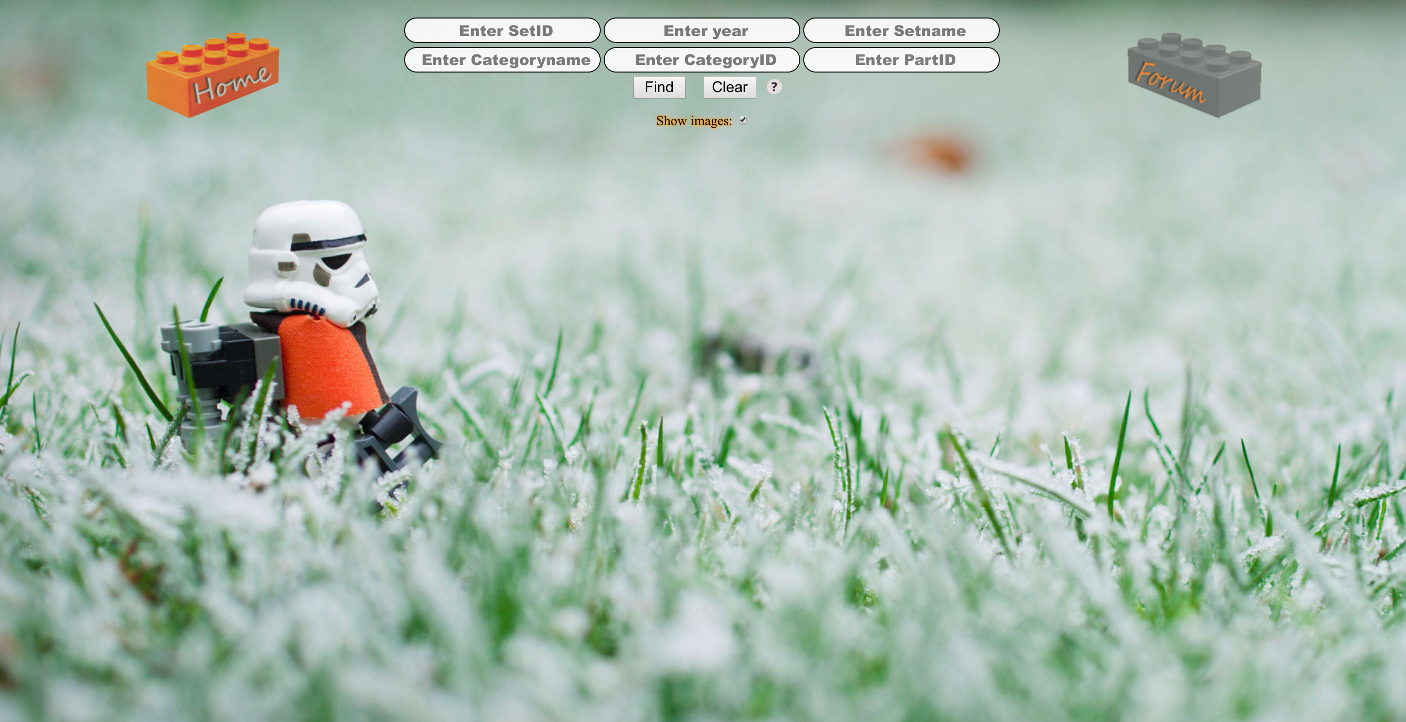 Home
Enter SetID
Enter year
Enter Setname
Forum
Enter Categoryname
Enter CategoryID
Enter PartID
Find
Clear
?
Show images: